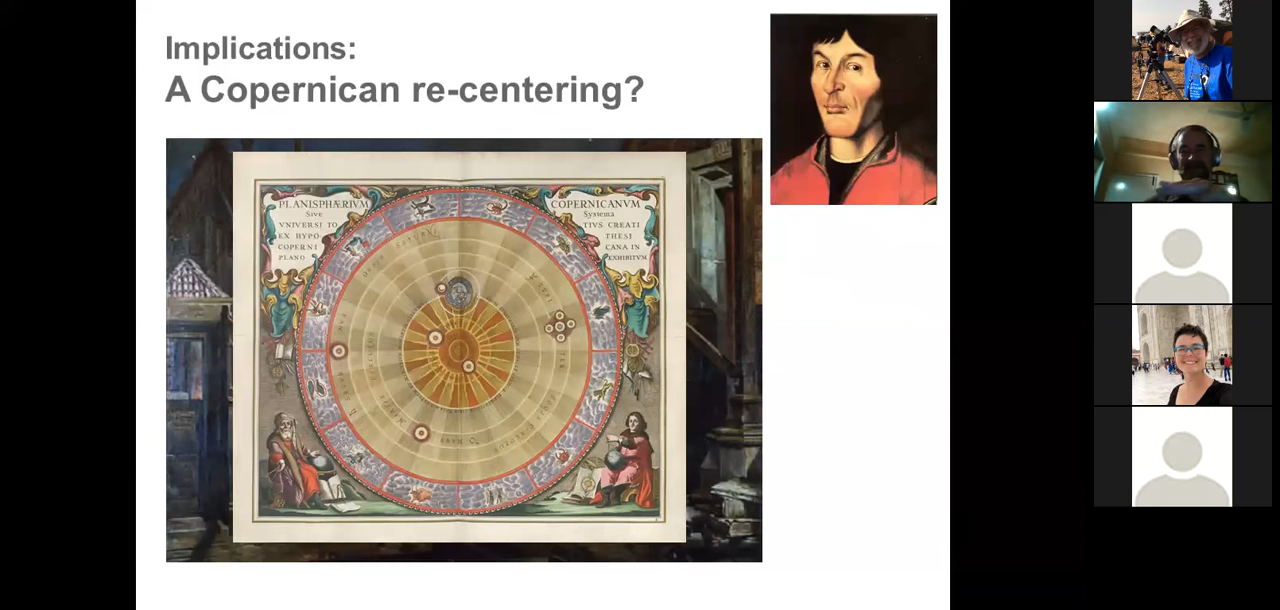 Implications:
A Copernican re-centering?
PLANISPHÆRIVM
Sive
VNIVERSI TO
EX HYPO
COPERNI
PLANO
COPERNICANVM
Systema
TIVS CREATI
THESI
CANA IN
EXHIBITVM